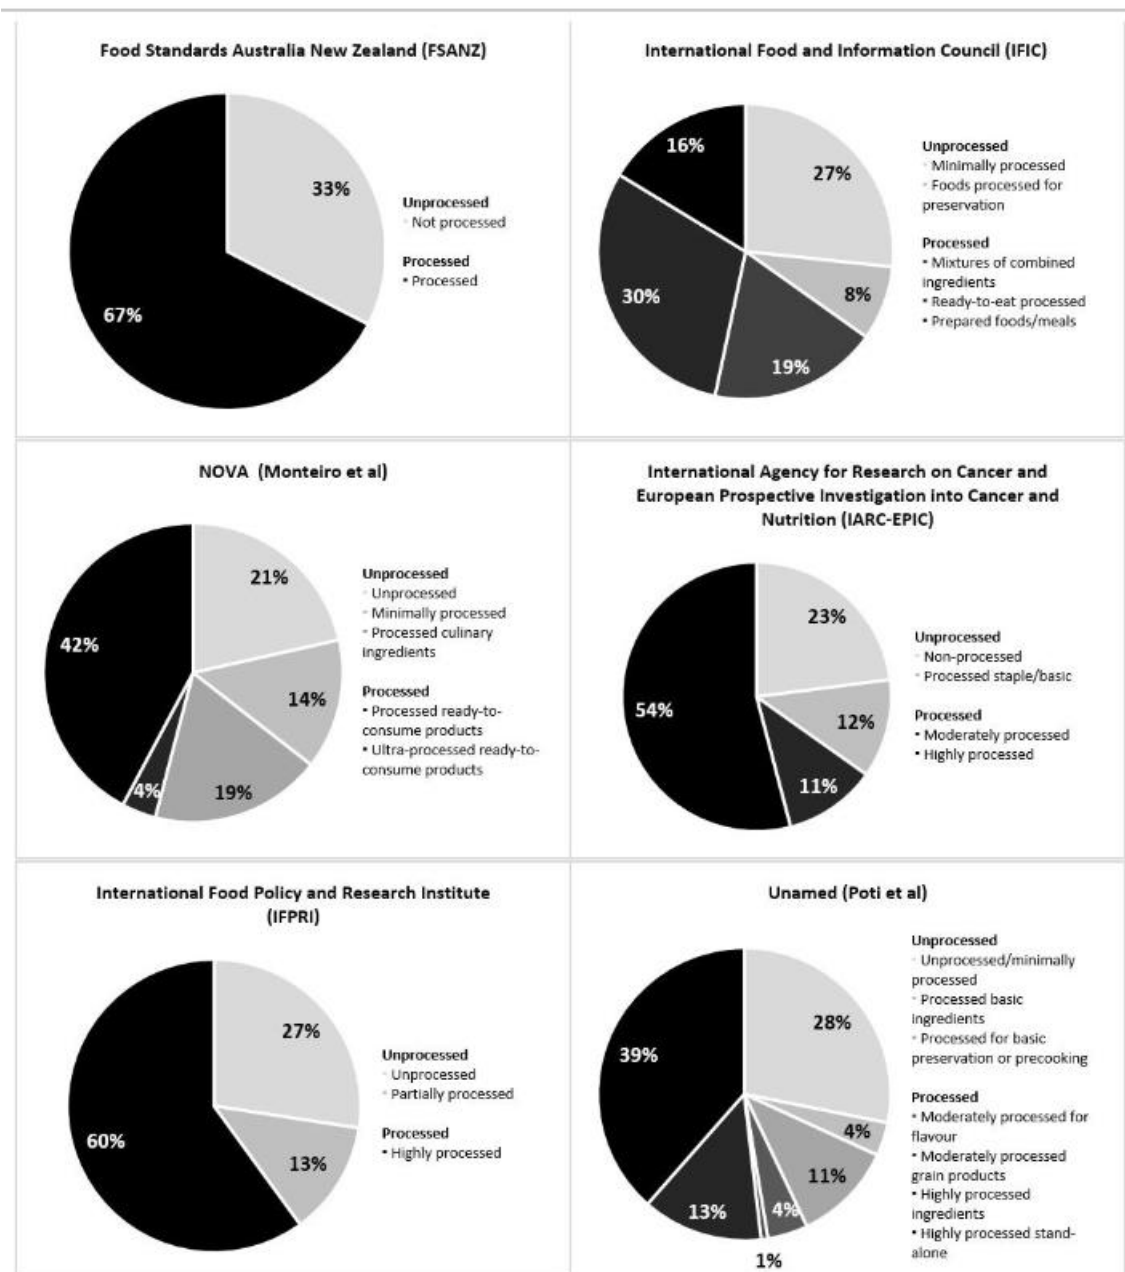 Food Standards Australia New Zealand (FSANZ)
33%
67%
Unprocessed
Not processed
Processed
▪ Processed
International Food and Information Council (IFIC)
16%
27%
30%
8%
19%
Unprocessed
▪ Minimally processed
▪ Foods processed for
preservation
Processed
▪ Mixtures of combined
ingredients
▪ Ready-to-eat processed
▪ Prepared foods/meals
NOVA (Monteiro et al)
21%
42%
14%
4%
19%
Unprocessed
▪ Unprocessed
▪ Minimally processed
▪ Processed culinary
ingredients
Processed
▪ Processed ready-to-
consume products
▪ Ultra-processed ready-to-
consume products
International Agency for Research on Cancer and
European Prospective Investigation into Cancer and
Nutrition (IARC-EPIC)
23%
54%
12%
11%
Unprocessed
▪ Non-processed
▪ Processed staple/basic
Processed
▪ Moderately processed
▪ Highly processed
International Food Policy and Research Institute
(IFPRI)
27%
60%
13%
Unprocessed
▪ Unprocessed
▪ Partially processed
Processed
▪ Highly processed
Unamed (Poti et al)
28%
39%
4%
11%
13%
4%
1%
Unprocessed
▪ Unprocessed/minimally
processed
▪ Processed basic
ingredients
▪ Processed for basic
preservation or precooking
Processed
▪ Moderately processed for
flavour
▪ Moderately processed
grain products
▪ Highly processed
ingredients
▪ Highly processed stand-
alone